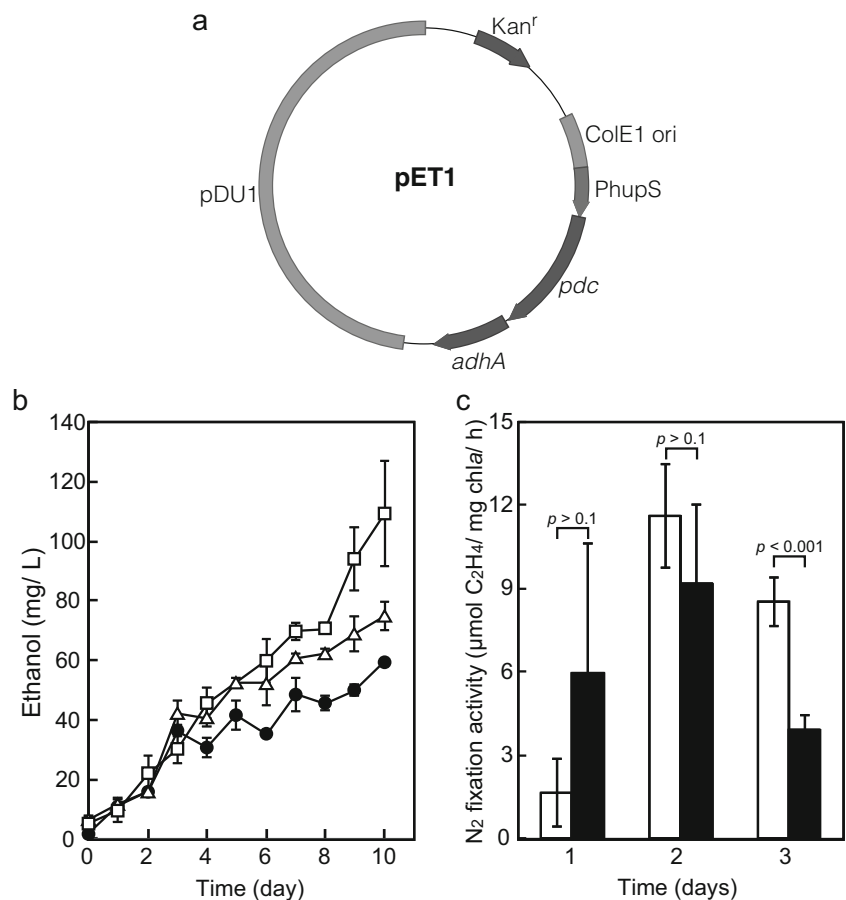 a
Kanʳ
ColE1 ori
PhupS
pET1
pDU1
pdc
adhA
b
140
120
100
80
60
40
20
0
Ethanol (mg/ L)
0 2 4 6 8 10
Time (day)
c
15
12
9
6
3
0
N₂ fixation activity (μmol C₂H₄/ mg chla/ h)
p > 0.1
p > 0.1
p < 0.001
1 2 3
Time (days)